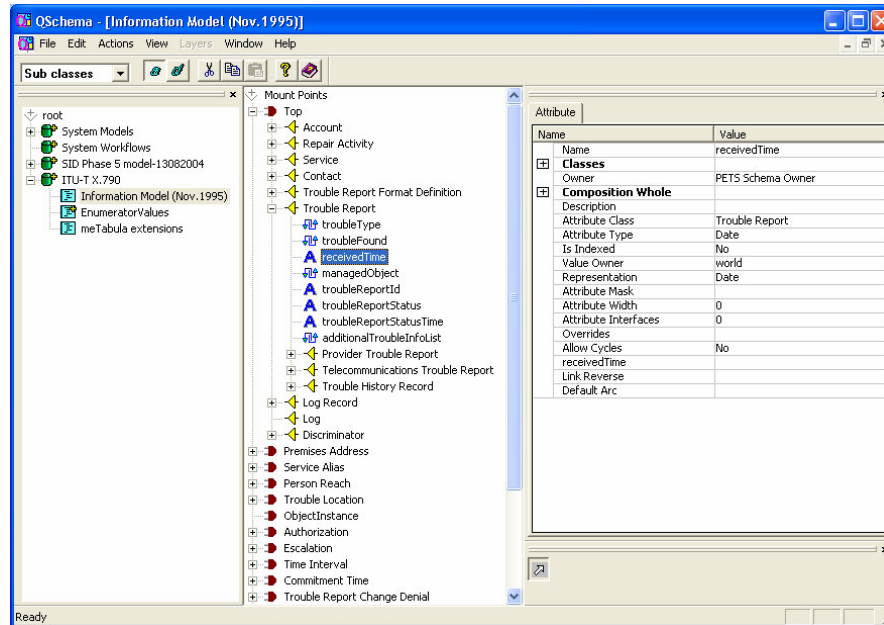 QSchema - [Information Model (Nov.1995)]
File Edit Actions View Layers Window Help
Sub classes
root
System Models
System Workflows
SID Phase 5 model-13082004
ITU-T X.790
Information Model (Nov.1995)
EnumeratorValues
meTabula extensions
Mount Points
Top
Account
Repair Activity
Service
Contact
Trouble Report Format Definition
Trouble Report
troubleType
troubleFound
receivedTime
managedObject
troubleReportId
troubleReportStatus
troubleReportStatusTime
additionalTroubleInfoList
Provider Trouble Report
Telecommunications Trouble Report
Trouble History Record
Log Record
Log
Discriminator
Premises Address
Service Alias
Person Reach
Trouble Location
ObjectInstance
Authorization
Escalation
Time Interval
Commitment Time
Trouble Report Change Denial
Attribute
Name Value
Name receivedTime
Classes
Owner PETS Schema Owner
Composition Whole
Description
Attribute Class Trouble Report
Attribute Type Date
Is Indexed No
Value Owner world
Representation Date
Attribute Mask
Attribute Width 0
Attribute Interfaces 0
Overrides
Allow Cycles No
receivedTime
Link Reverse
Default Arc
Ready